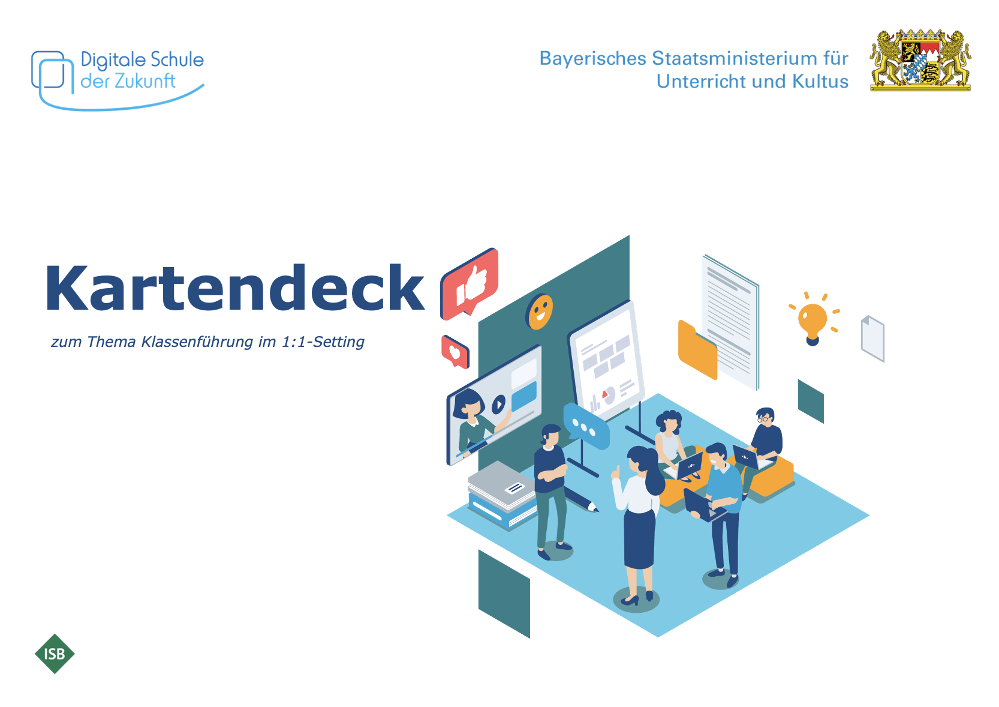 Digitale Schule
der Zukunft
Bayerisches Staatsministerium für
Unterricht und Kultus
Kartendeck
zum Thema Klassenführung im 1:1-Setting
ISB